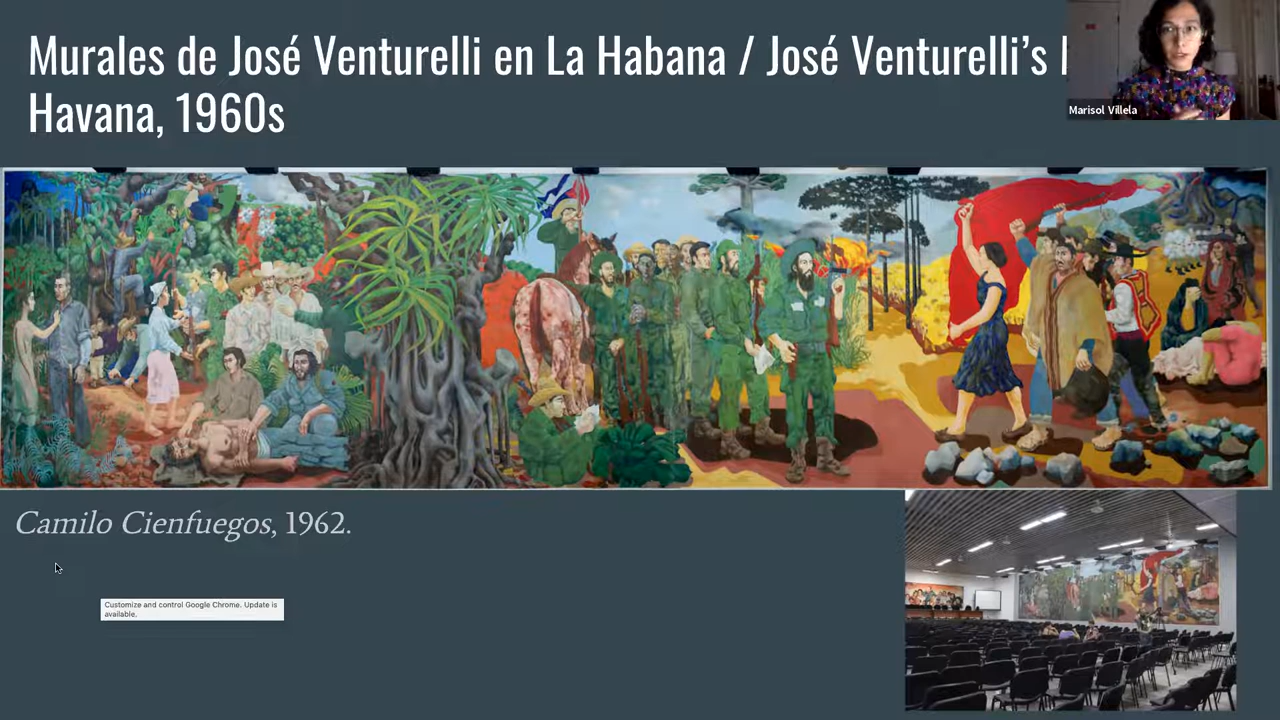 Murales de José Venturelli en La Habana / José Venturelli’s
Havana, 1960s
Marisol Villela
Camilo Cienfuegos, 1962.
Customize and control Google Chrome. Update is
available.